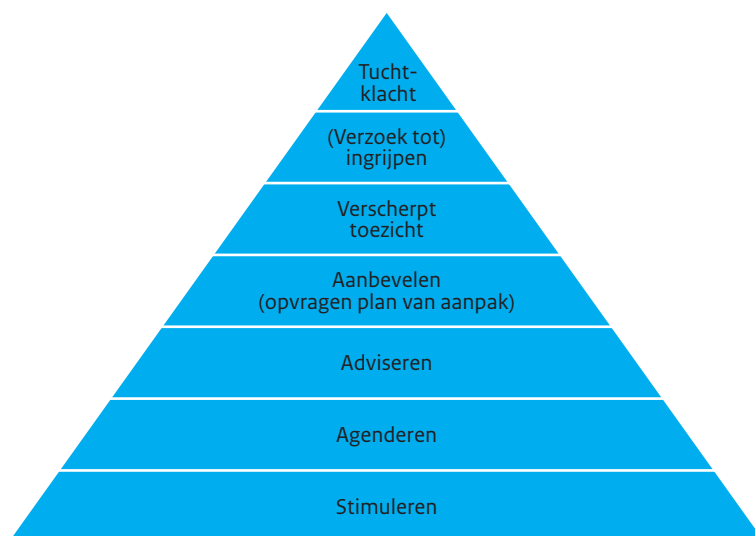 Tucht-
klacht
(Verzoek tot)
ingrijpen
Verscherpt
toezicht
Aanbevelen
(opvragen plan van aanpak)
Adviseren
Agenderen
Stimuleren